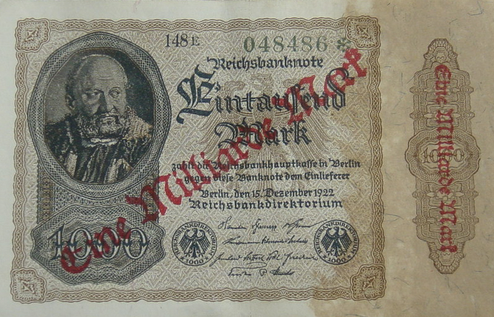 148E 048486 *
Reichsbanknote
Eintausend
Mark
zahlt die Reichsbankhauptkasse in Berlin
gegen diese Banknote dem Einlieferer
Berlin, den 15. Dezember 1922
Reichsbankdirektorium
1000
Eine Milliarde Mark
Eine Milliarde Mark